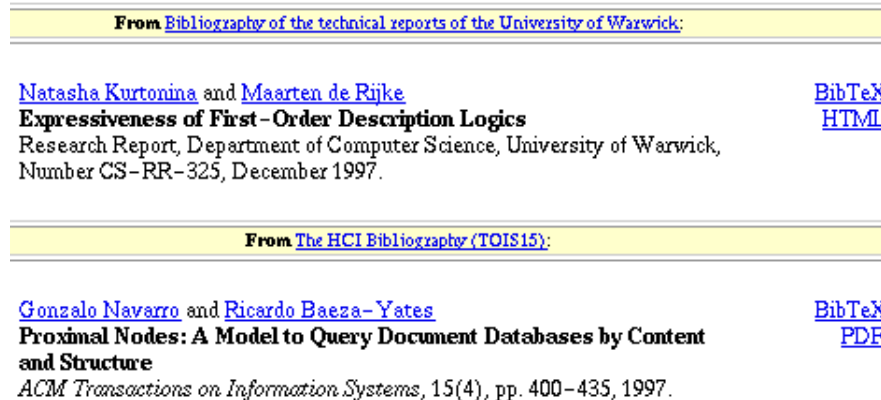 From Bibliography of the technical reports of the University of Warwick:
Natasha Kurtonina and Maarten de Rijke BibTeX
Expressiveness of First-Order Description Logics HTML
Research Report, Department of Computer Science, University of Warwick,
Number CS-RR-325, December 1997.
From The HCI Bibliography (TOIS15):
Gonzalo Navarro and Ricardo Baeza-Yates BibTeX
Proximal Nodes: A Model to Query Document Databases by Content PDF
and Structure
ACM Transactions on Information Systems, 15(4), pp. 400-435, 1997.